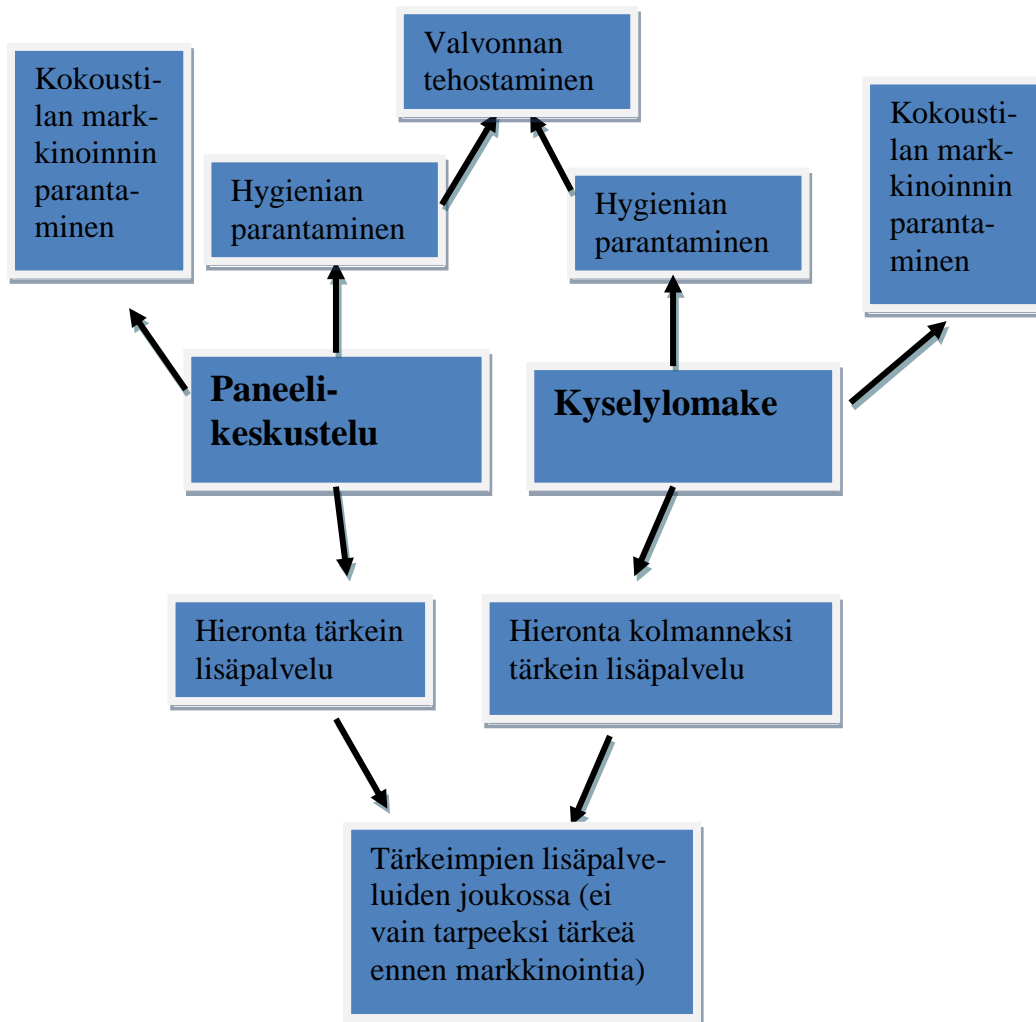 Valvonnan
tehostaminen
Kokousti-
lan mark-
kinoinnin
paranta-
minen
Kokousti-
lan mark-
kinoinnin
paranta-
minen
Hygienian
parantaminen
Hygienian
parantaminen
Paneeli-
keskustelu
Kyselylomake
Hieronta tärkein
lisäpalvelu
Hieronta kolmanneksi
tärkein lisäpalvelu
Tärkeimpien lisäpalve-
luiden joukossa (ei
vain tarpeeksi tärkeä
ennen markkinointia)